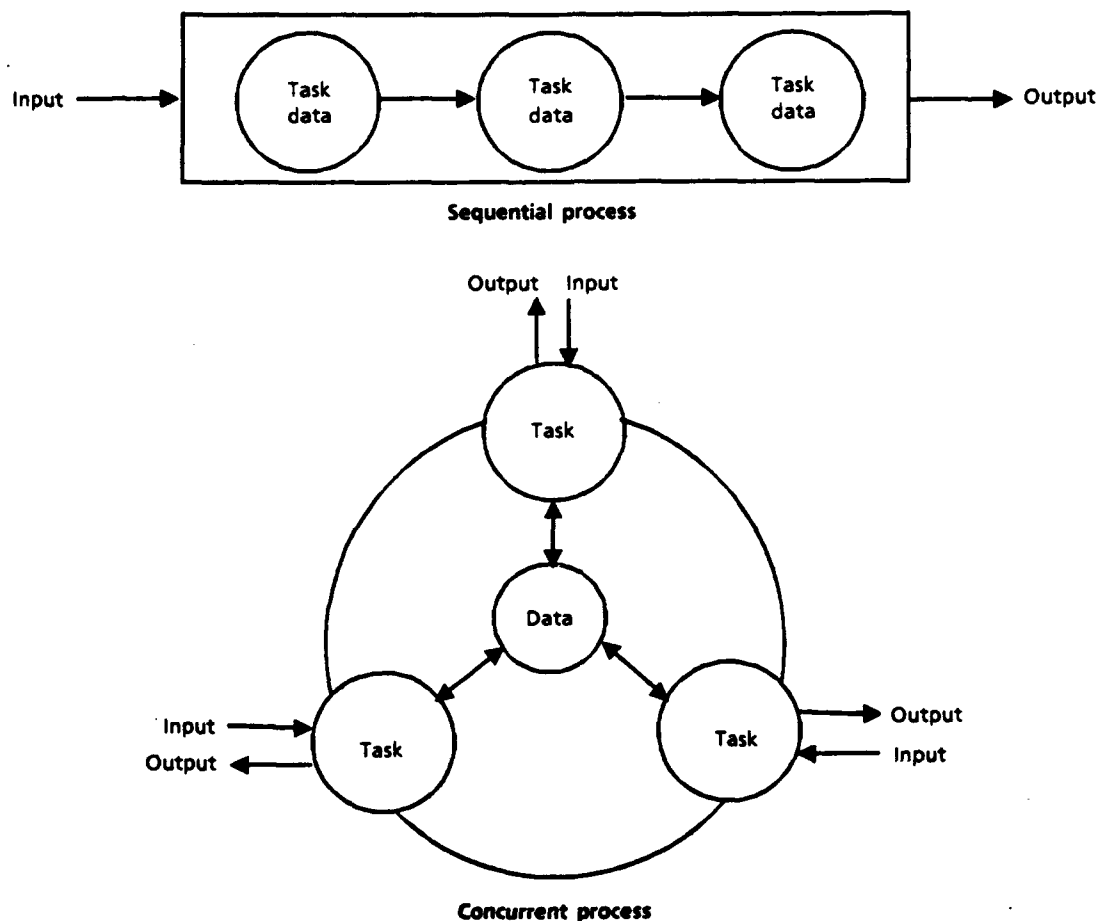 Input
Task
data
Task
data
Task
data
Output
Sequential process
Output Input
Task
Data
Input
Output
Task
Task
Output
Input
Concurrent process